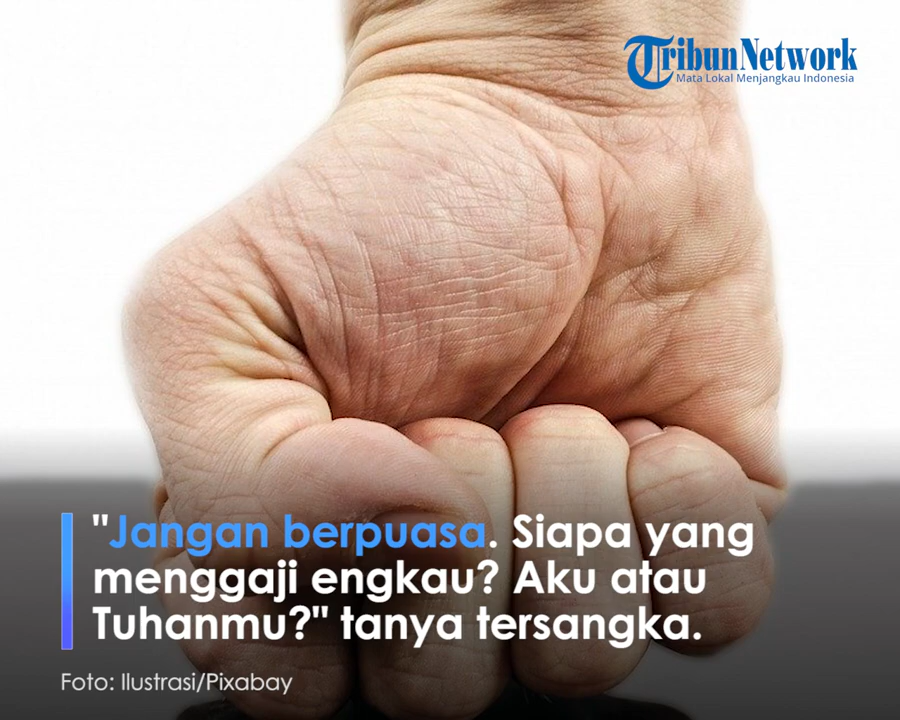 TribunNetwork
Mata Lokal Menjangkau Indonesia
"Jangan berpuasa. Siapa yang
menggaji engkau? Aku atau
Tuhanmu?" tanya tersangka.
Foto: Ilustrasi/Pixabay